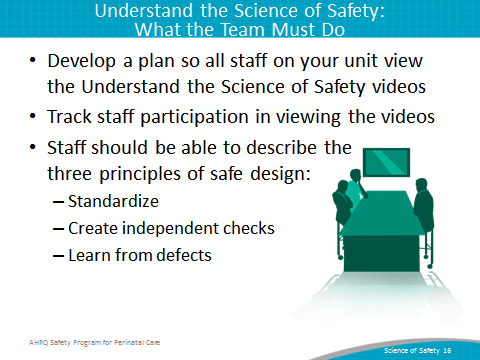 Understand the Science of Safety:
What the Team Must Do
• Develop a plan so all staff on your unit view
the Understand the Science of Safety videos
• Track staff participation in viewing the videos
• Staff should be able to describe the
three principles of safe design:
– Standardize
– Create independent checks
– Learn from defects
AHRQ Safety Program for Perinatal Care
Science of Safety 16